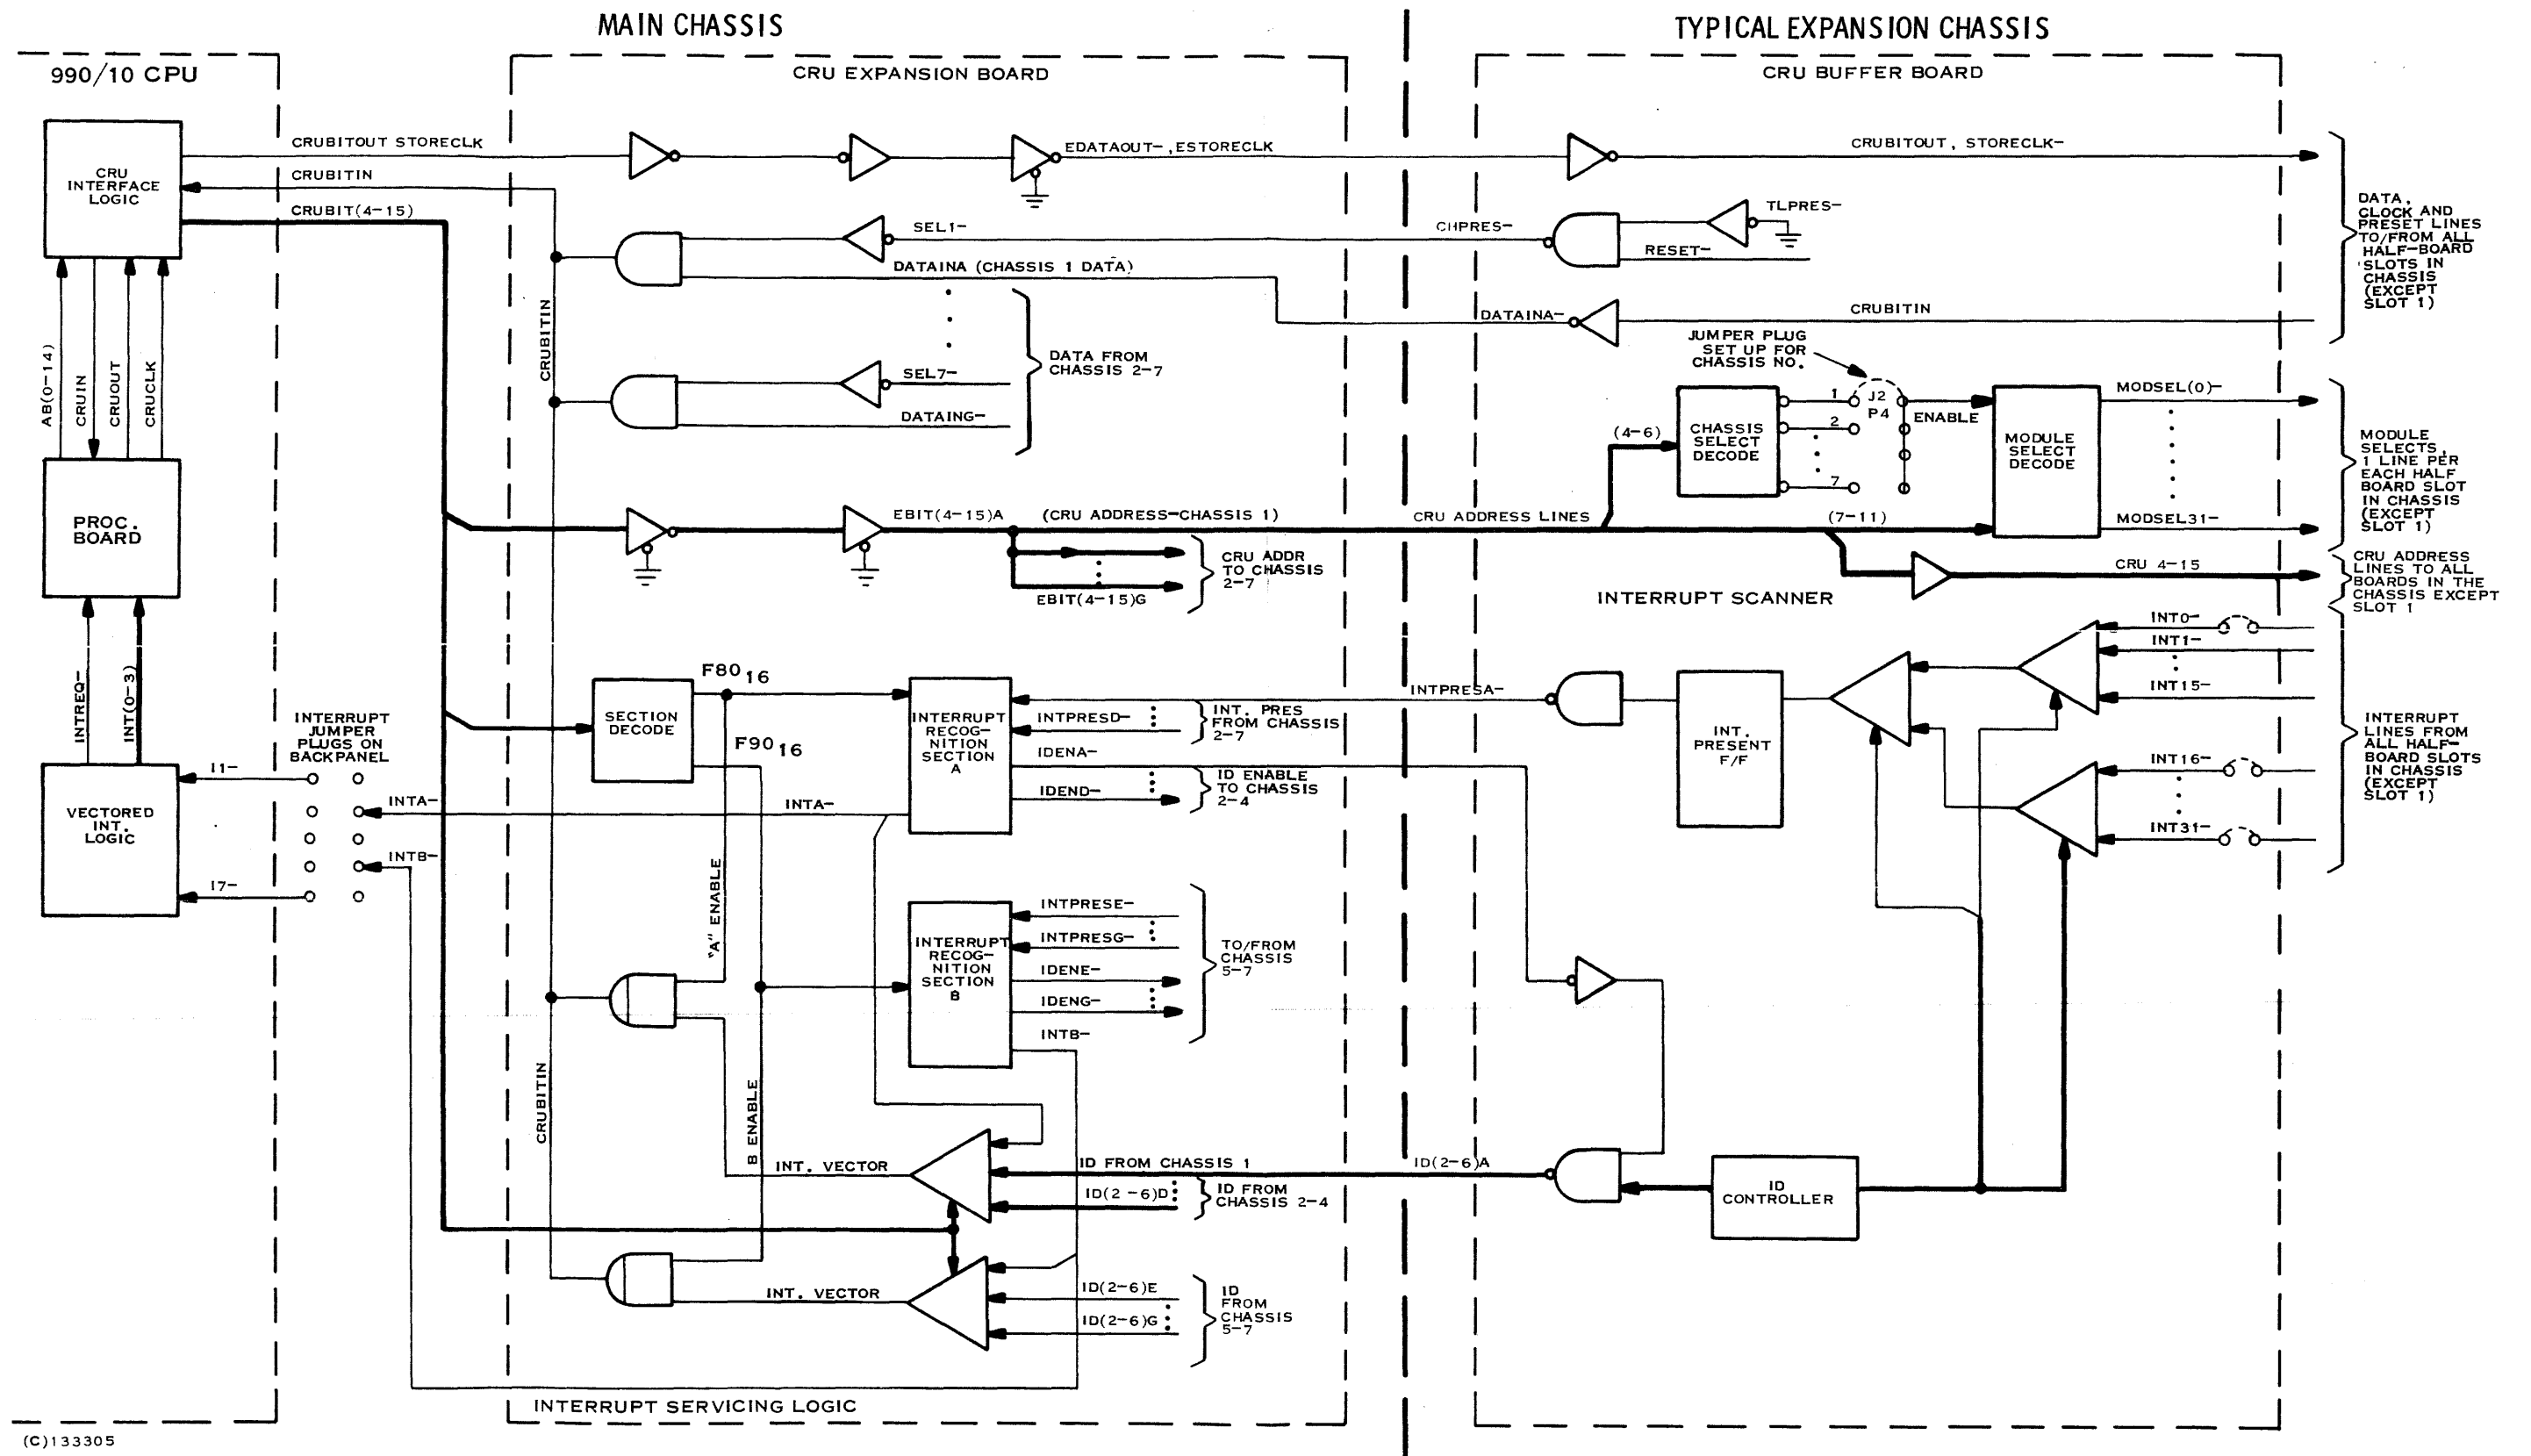 MAIN CHASSIS
TYPICAL EXPANSION CHASSIS
990/10 CPU
CRU EXPANSION BOARD
CRU BUFFER BOARD
CRU
INTERFACE
LOGIC
CRUBITOUT STORECLK
CRUBITIN
CRUBIT(4-15)
EDATAOUT-,ESTORECLK
CRUBITOUT, STORECLK-
SEL1-
CHPRES-
TLPRES-
RESET-
DATAINA (CHASSIS 1 DATA)
DATAINA-
CRUBITIN
DATA,
CLOCK AND
PRESET LINES
TO/FROM ALL
HALF-BOARD
SLOTS IN
CHASSIS
(EXCEPT
SLOT 1)
AB(0-14)
CRUIN
CRUOUT
CRUCLK
CRUBITIN
SEL7-
DATAING-
DATA FROM
CHASSIS 2-7
JUMPER PLUG
SET UP FOR
CHASSIS NO.
CHASSIS
SELECT
DECODE
1
2
7
J2
P4
ENABLE
MODULE
SELECT
DECODE
MODSEL(0)-
MODSEL31-
MODULE
SELECTS,
1 LINE PER
EACH HALF
BOARD SLOT
IN CHASSIS
(EXCEPT
SLOT 1)
(4-6)
(7-11)
PROC.
BOARD
EBIT(4-15)A
(CRU ADDRESS-CHASSIS 1)
CRU ADDRESS LINES
CRU ADDR
TO CHASSIS
2-7
EBIT(4-15)G
CRU 4-15
CRU ADDRESS
LINES TO ALL
BOARDS IN THE
CHASSIS EXCEPT
SLOT 1
INTERRUPT SCANNER
INTREQ-
INT(0-3)
INTERRUPT
JUMPER
PLUGS ON
BACKPANEL
SECTION
DECODE
F80 16
F90 16
INTERRUPT
RECOG-
NITION
SECTION
A
INTPRESA-
INTPRESD-
INT. PRES
FROM CHASSIS
2-7
IDENA-
IDEND-
ID ENABLE
TO CHASSIS
2-4
INT.
PRESENT
F/F
INT0-
INT1-
INT15-
INT16-
INT31-
INTERRUPT
LINES FROM
ALL HALF-
BOARD SLOTS
IN CHASSIS
(EXCEPT
SLOT 1)
VECTORED
INT.
LOGIC
I1-
I7-
INTA-
INTB-
INTA-
"A" ENABLE
B ENABLE
INTERRUPT
RECOG-
NITION
SECTION
B
INTPRESE-
INTPRESG-
IDENE-
IDENG-
INTB-
TO/FROM
CHASSIS
5-7
CRUBITIN
INT. VECTOR
ID FROM CHASSIS 1
ID(2-6)A
ID(2-6)D
ID FROM
CHASSIS 2-4
ID
CONTROLLER
INT. VECTOR
ID(2-6)E
ID(2-6)G
ID
FROM
CHASSIS
5-7
INTERRUPT SERVICING LOGIC
(C)133305